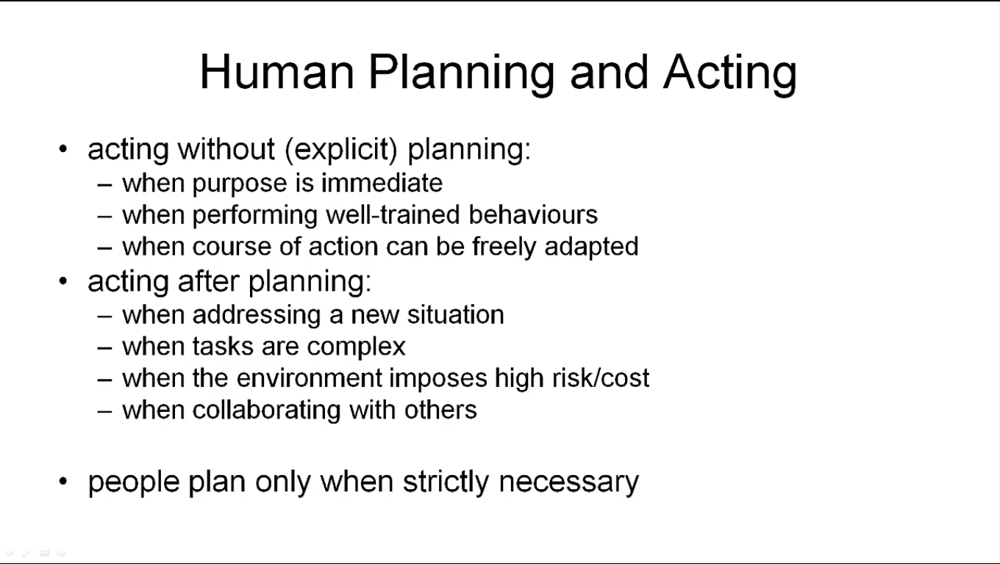 Human Planning and Acting
• acting without (explicit) planning:
– when purpose is immediate
– when performing well-trained behaviours
– when course of action can be freely adapted
• acting after planning:
– when addressing a new situation
– when tasks are complex
– when the environment imposes high risk/cost
– when collaborating with others
• people plan only when strictly necessary